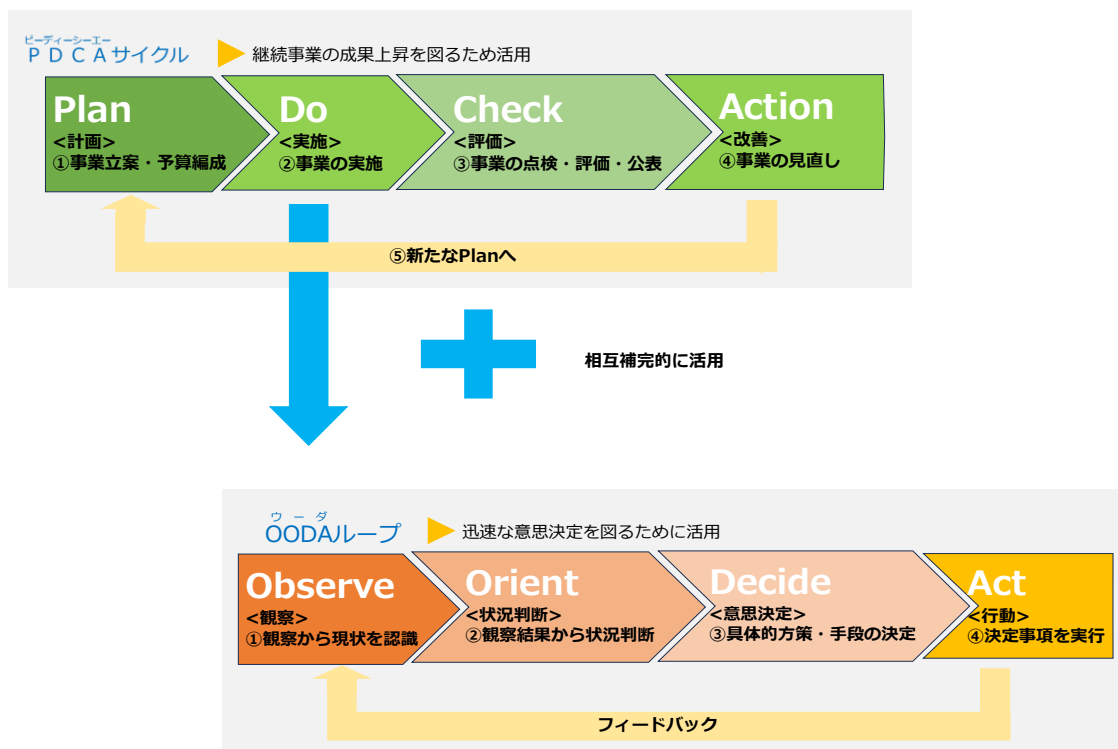 ピーディーシーエー
PDCAサイクル
継続事業の成果上昇を図るため活用
Plan
<計画>
①事業立案・予算編成
Do
<実施>
②事業の実施
Check
<評価>
③事業の点検・評価・公表
Action
<改善>
④事業の見直し
⑤新たなPlanへ
相互補完的に活用
ウーダ
OODAループ
迅速な意思決定を図るために活用
Observe
<観察>
①観察から現状を認識
Orient
<状況判断>
②観察結果から状況判断
Decide
<意思決定>
③具体的方策・手段の決定
Act
<行動>
④決定事項を実行
フィードバック